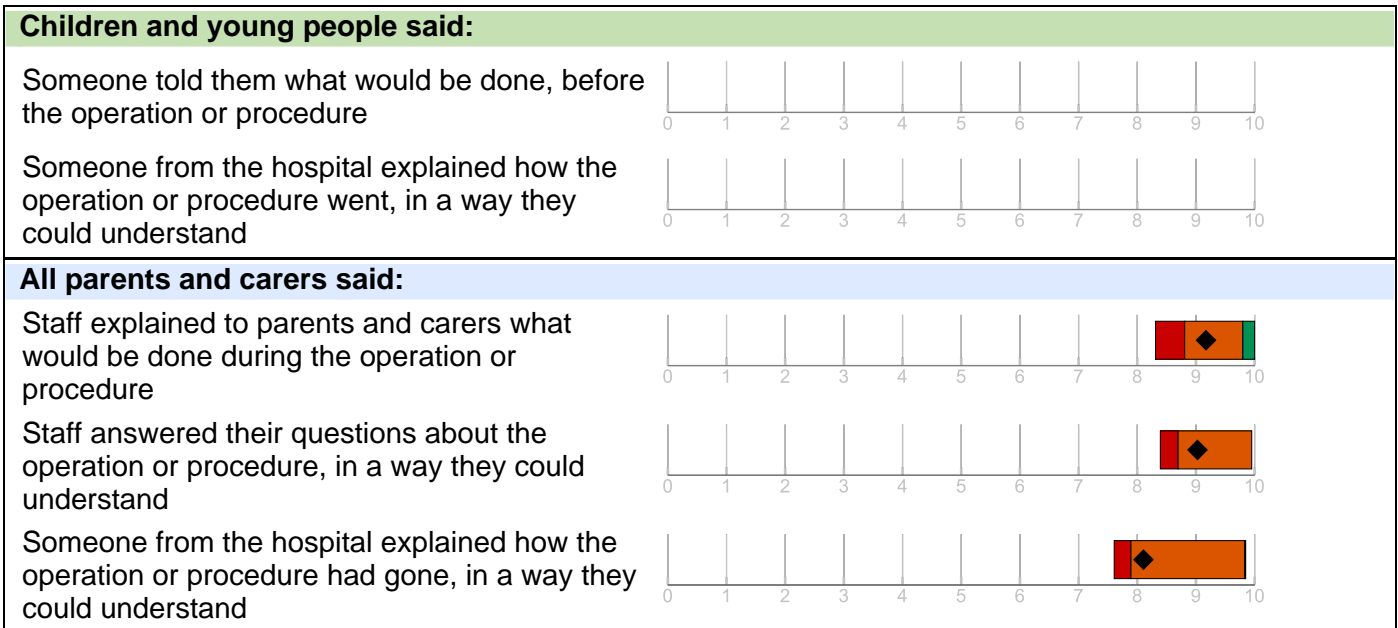 Children and young people said:
Someone told them what would be done, before
the operation or procedure
0 1 2 3 4 5 6 7 8 9 10
Someone from the hospital explained how the
operation or procedure went, in a way they
could understand
0 1 2 3 4 5 6 7 8 9 10
All parents and carers said:
Staff explained to parents and carers what
would be done during the operation or
procedure
0 1 2 3 4 5 6 7 8 9 10
Staff answered their questions about the
operation or procedure, in a way they could
understand
0 1 2 3 4 5 6 7 8 9 10
Someone from the hospital explained how the
operation or procedure had gone, in a way they
could understand
0 1 2 3 4 5 6 7 8 9 10